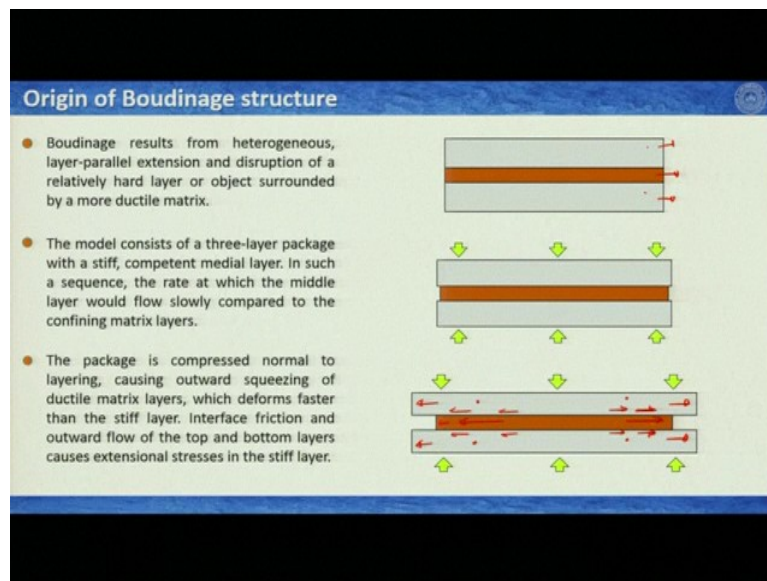 Origin of Boudinage structure
Boudinage results from heterogeneous,
layer-parallel extension and disruption of a
relatively hard layer or object surrounded
by a more ductile matrix.
The model consists of a three-layer package
with a stiff, competent medial layer. In such
a sequence, the rate at which the middle
layer would flow slowly compared to the
confining matrix layers.
The package is compressed normal to
layering, causing outward squeezing of
ductile matrix layers, which deforms faster
than the stiff layer. Interface friction and
outward flow of the top and bottom layers
causes extensional stresses in the stiff layer.